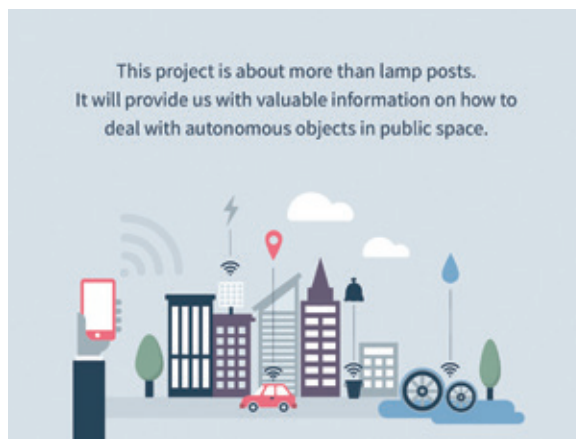 This project is about more than lamp posts.
It will provide us with valuable information on how to
deal with autonomous objects in public space.